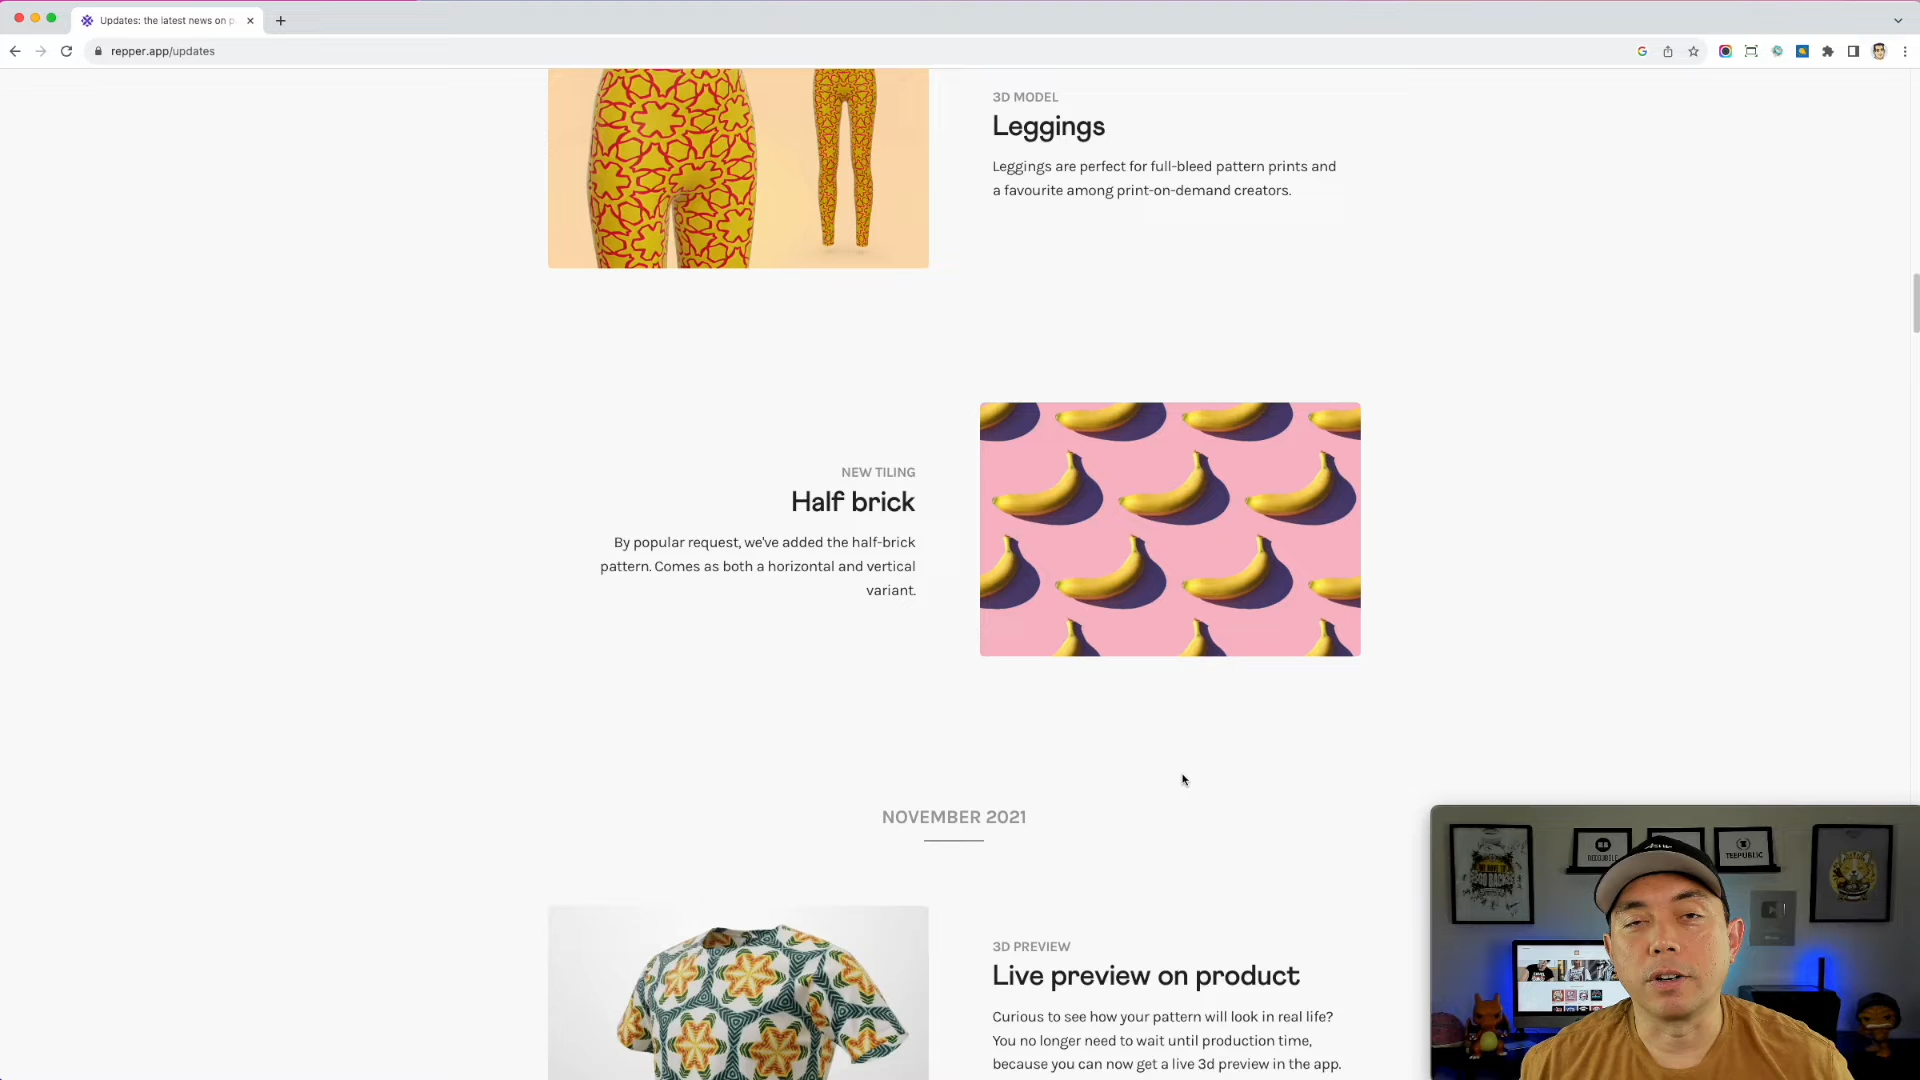 Updates: the latest news on p
repper.app/updates
3D MODEL
Leggings
Leggings are perfect for full-bleed pattern prints and
a favourite among print-on-demand creators.
NEW TILING
Half brick
By popular request, we've added the half-brick
pattern. Comes as both a horizontal and vertical
variant.
NOVEMBER 2021
3D PREVIEW
Live preview on product
Curious to see how your pattern will look in real life?
You no longer need to wait until production time,
because you can now get a live 3d preview in the app.
TEEPUBLIC